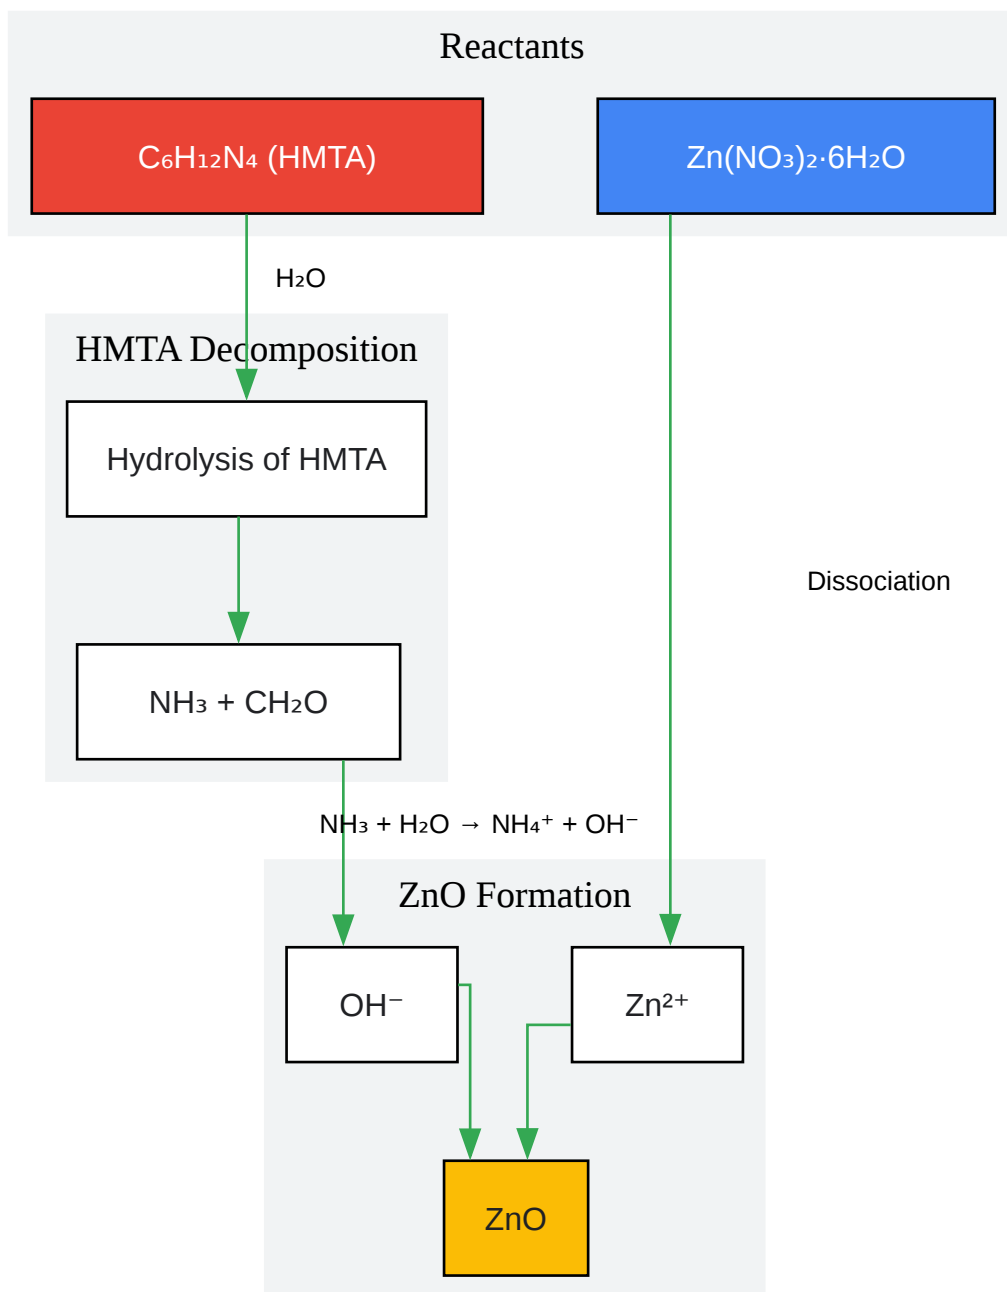 Reactants
C₆H₁₂N₄ (HMTA)
Zn(NO₃)₂·6H₂O
H₂O
HMTA Decomposition
Hydrolysis of HMTA
Dissociation
NH₃ + CH₂O
NH₃ + H₂O → NH₄⁺ + OH⁻
ZnO Formation
OH⁻
Zn²⁺
ZnO